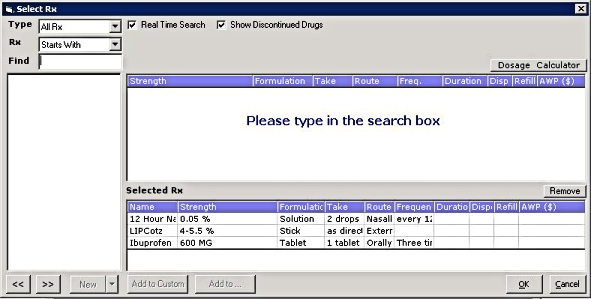 Select Rx
Type All Rx Real Time Search Show Discontinued Drugs
Rx Starts With
Find
Dosage Calculator
Strength Formulation Take Route Freq. Duration Disp Refill AWP ($)
Please type in the search box
Selected Rx Remove
Name Strength Formulatic Take Route Frequen Duratio Disp Refill AWP ($)
12 Hour Na 0.05 % Solution 2 drops Nasall every 12
LIPCotz 4-5.5 % Stick as direct Extern
Ibuprofen 600 MG Tablet 1 tablet Orally Three tir
<< >> New Add to Custom Add to ... OK Cancel